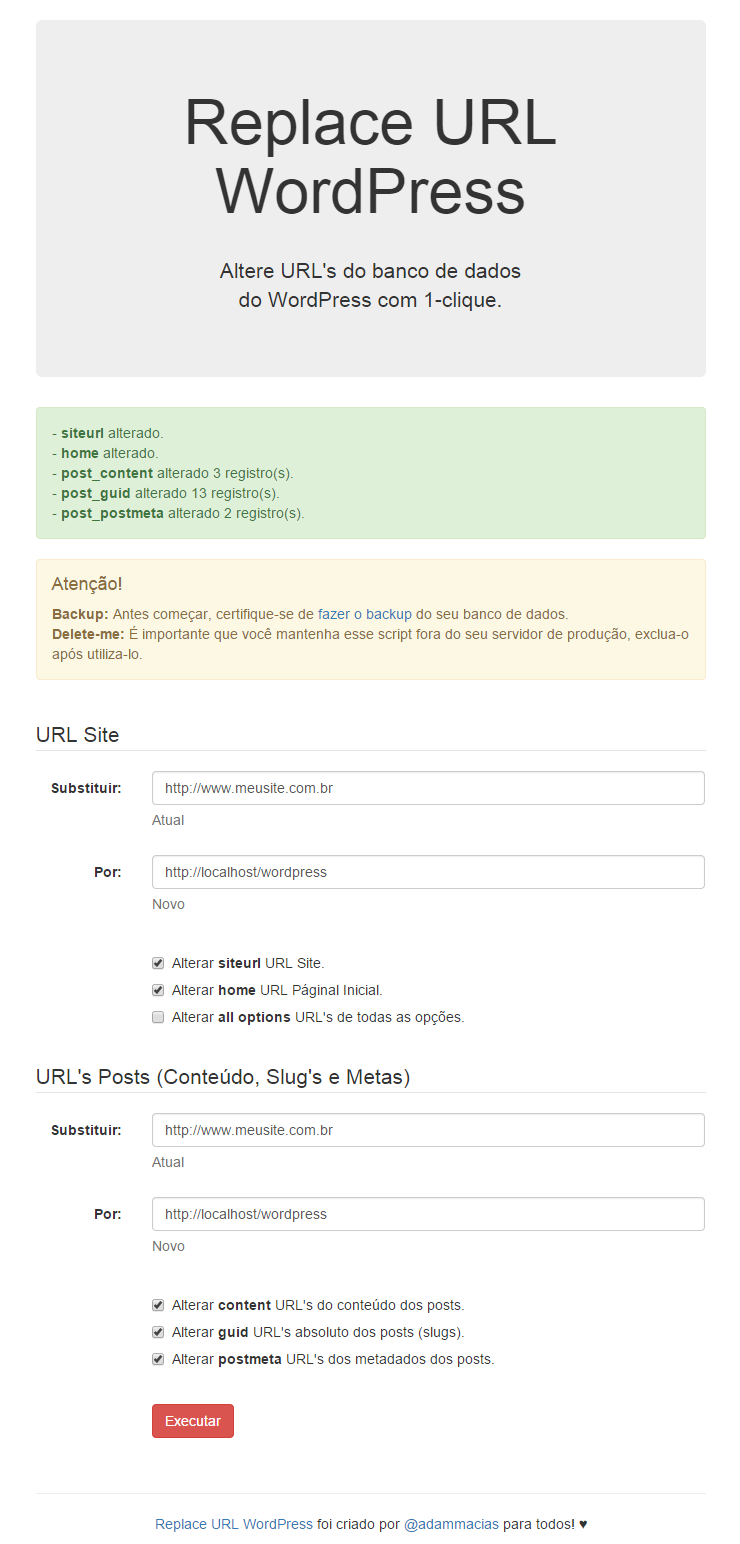 Replace URL
WordPress
Altere URL's do banco de dados
do WordPress com 1-clique.
- siteurl alterado.
- home alterado.
- post_content alterado 3 registro(s).
- post_guid alterado 13 registro(s).
- post_postmeta alterado 2 registro(s).
Atenção!
Backup: Antes começar, certifique-se de fazer o backup do seu banco de dados.
Delete-me: É importante que você mantenha esse script fora do seu servidor de produção, exclua-o
após utiliza-lo.
URL Site
Substituir: http://www.meusite.com.br
Atual
Por: http://localhost/wordpress
Novo
Alterar siteurl URL Site.
Alterar home URL Páginal Inicial.
Alterar all options URL's de todas as opções.
URL's Posts (Conteúdo, Slug's e Metas)
Substituir: http://www.meusite.com.br
Atual
Por: http://localhost/wordpress
Novo
Alterar content URL's do conteúdo dos posts.
Alterar guid URL's absoluto dos posts (slugs).
Alterar postmeta URL's dos metadados dos posts.
Executar
Replace URL WordPress foi criado por @adammacias para todos! ♥